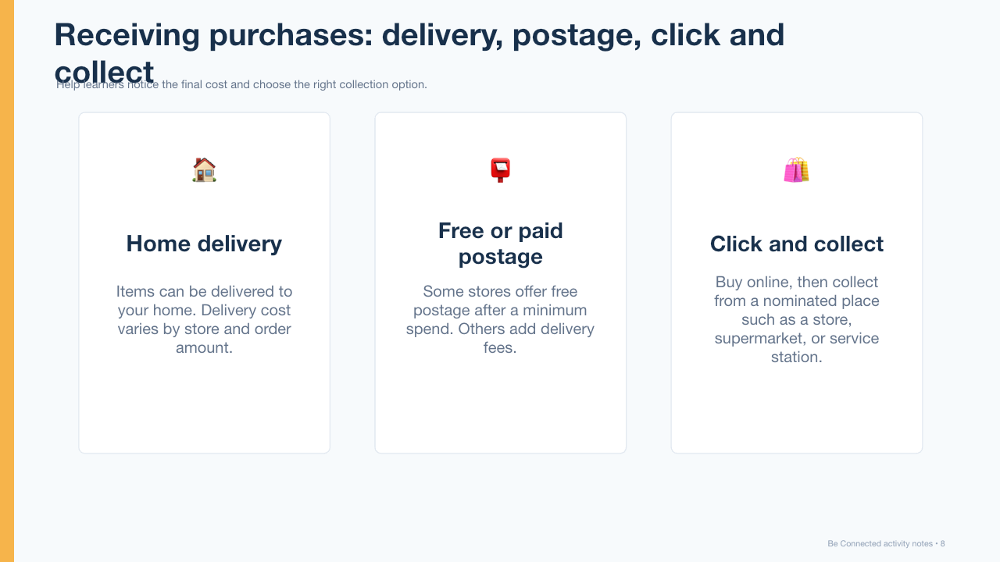 Receiving purchases: delivery, postage, click and
collect
Help learners notice the final cost and choose the right collection option.
Home delivery
Items can be delivered to
your home. Delivery cost
varies by store and order
amount.
Free or paid
postage
Some stores offer free
postage after a minimum
spend. Others add delivery
fees.
Click and collect
Buy online, then collect
from a nominated place
such as a store,
supermarket, or service
station.
Be Connected activity notes • 8